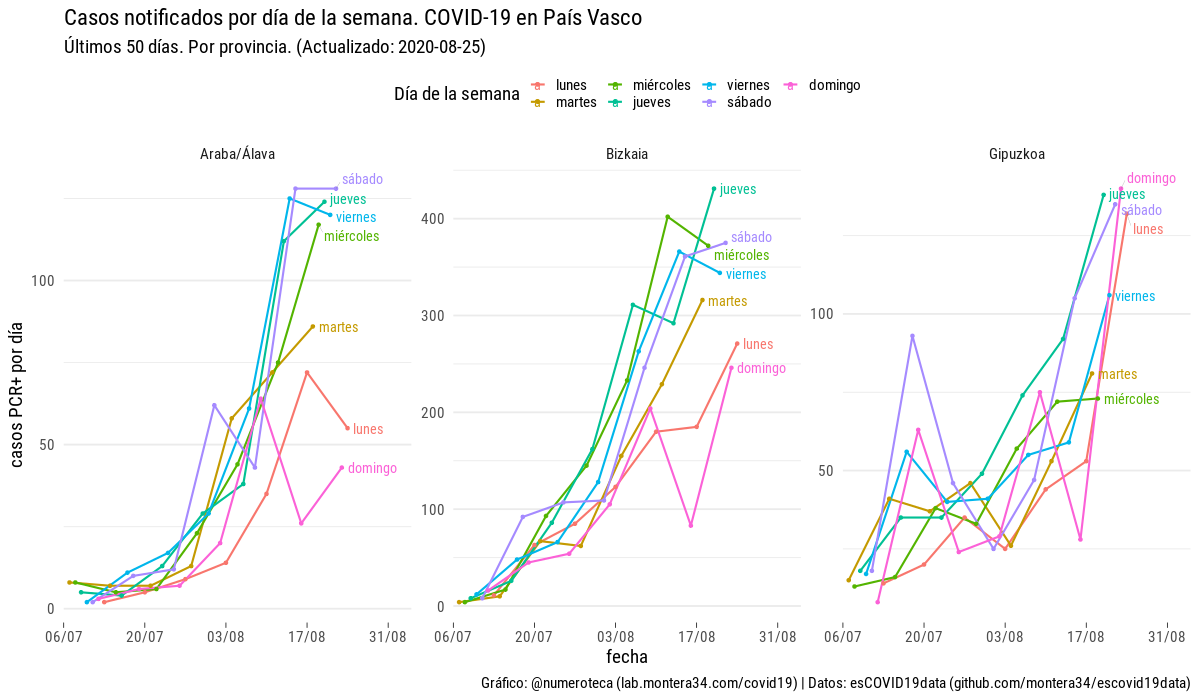 Casos notificados por día de la semana. COVID-19 en País Vasco
Últimos 50 días. Por provincia. (Actualizado: 2020-08-25)
Día de la semana
lunes
miércoles
viernes
domingo
martes
jueves
sábado
Araba/Álava
Bizkaia
Gipuzkoa
casos PCR+ por día
100
50
0
sábado
jueves
viernes
miércoles
martes
lunes
domingo
06/07 20/07 03/08 17/08 31/08
400
300
200
100
0
jueves
sábado
miércoles
viernes
martes
lunes
domingo
06/07 20/07 03/08 17/08 31/08
100
50
domingo
jueves
sábado
lunes
viernes
martes
miércoles
06/07 20/07 03/08 17/08 31/08
fecha
Gráfico: @numeroteca (lab.montera34.com/covid19) | Datos: esCOVID19data (github.com/montera34/escovid19data)